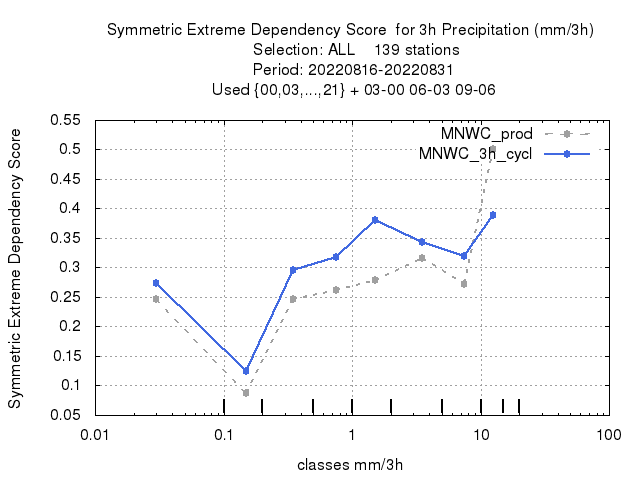 Symmetric Extreme Dependency Score  for 3h Precipitation (mm/3h)
Selection: ALL    139 stations
Period: 20220816-20220831
Used {00,03,...,21} + 03-00 06-03 09-06
MNWC_prod
MNWC_3h_cycl
Symmetric Extreme Dependency Score
0.55
0.5
0.45
0.4
0.35
0.3
0.25
0.2
0.15
0.1
0.05
0.01 0.1 1 10 100
classes mm/3h